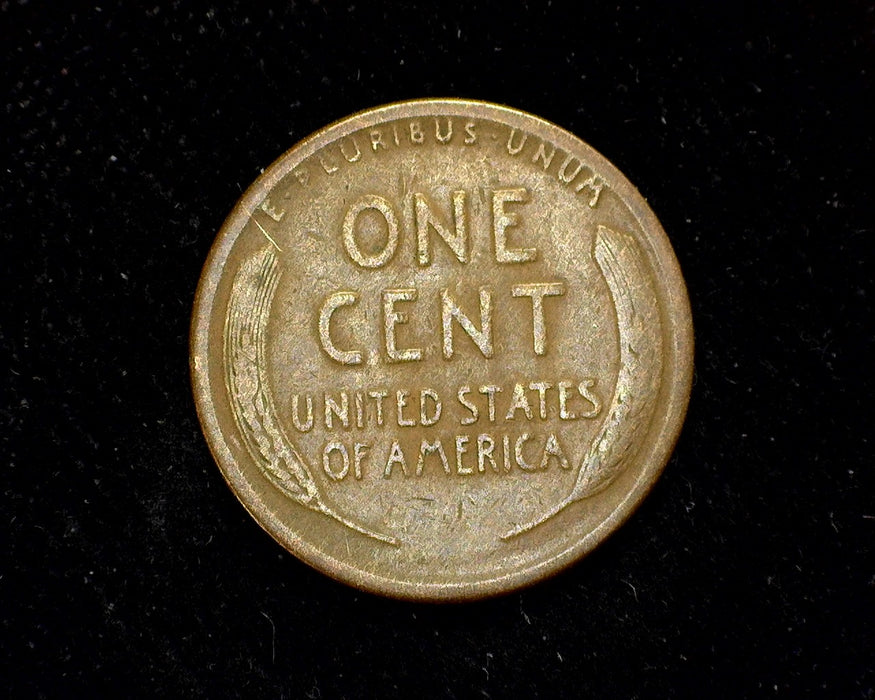 E·PLURIBUS·UNUM
ONE
CENT
UNITED STATES
OF AMERICA